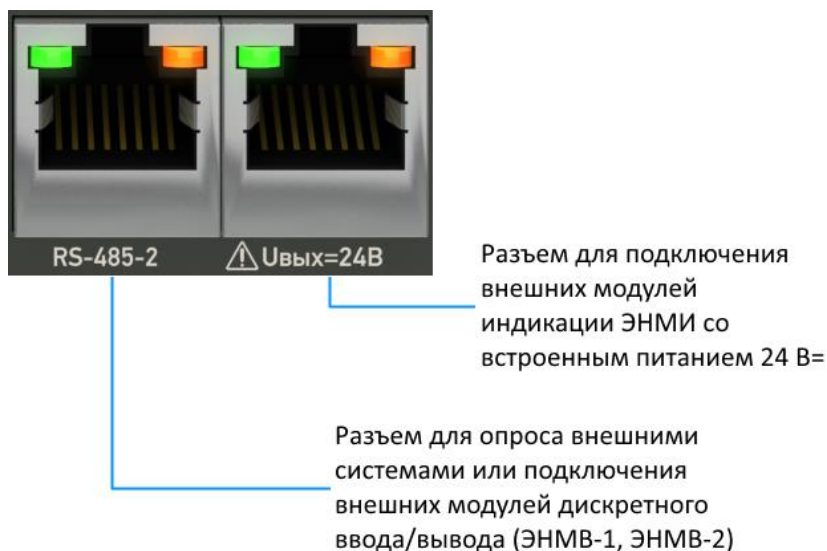 RS-485-2
⚠Uвых=24В
Разъем для подключения
внешних модулей
индикации ЭНМИ со
встроенным питанием 24 В=
Разъем для опроса внешними
системами или подключения
внешних модулей дискретного
ввода/вывода (ЭНМВ-1, ЭНМВ-2)